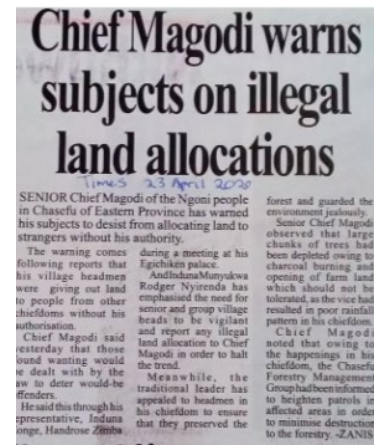 Chief Magodi warns
subjects on illegal
land allocations
Times 23 April 2020
SENIOR Chief Magodi of the Ngoni people
in Chasefu of Eastern Province has warned
his subjects to desist from allocating land to
strangers without his authority.
The warning comes
following reports that
his village headmen
were giving out land
to people from other
chiefdoms without his
authorisation.
Chief Magodi said
yesterday that those
found wanting would
be dealt with by the
law to deter would-be
offenders.
He said this through his
representative, Induna
Handrose Zimba
during a meeting at his
Egichiken palace.
AndIndunaMunyukwa
Rodger Nyirenda has
emphasised the need for
senior and group village
heads to be vigilant
and report any illegal
land allocation to Chief
Magodi in order to halt
the trend.
Meanwhile, the
traditional leader has
appealed to headmen in
his chiefdom to ensure
that they preserved the
forest and guarded the
environment jealously.
Senior Chief Magodi
observed that large
chunks of trees had
been depleted owing to
charcoal burning and
opening of farm land
which should not be
tolerated, as the vice had
resulted in poor rainfall
pattern in his chiefdom.
Chief Magodi
noted that owing to
the happenings in his
chiefdom, the Chasefu
Forestry Management
Group had been informed
to heighten patrols in
affected areas in order
to minimise destruction
to the forestry. -ZANIS